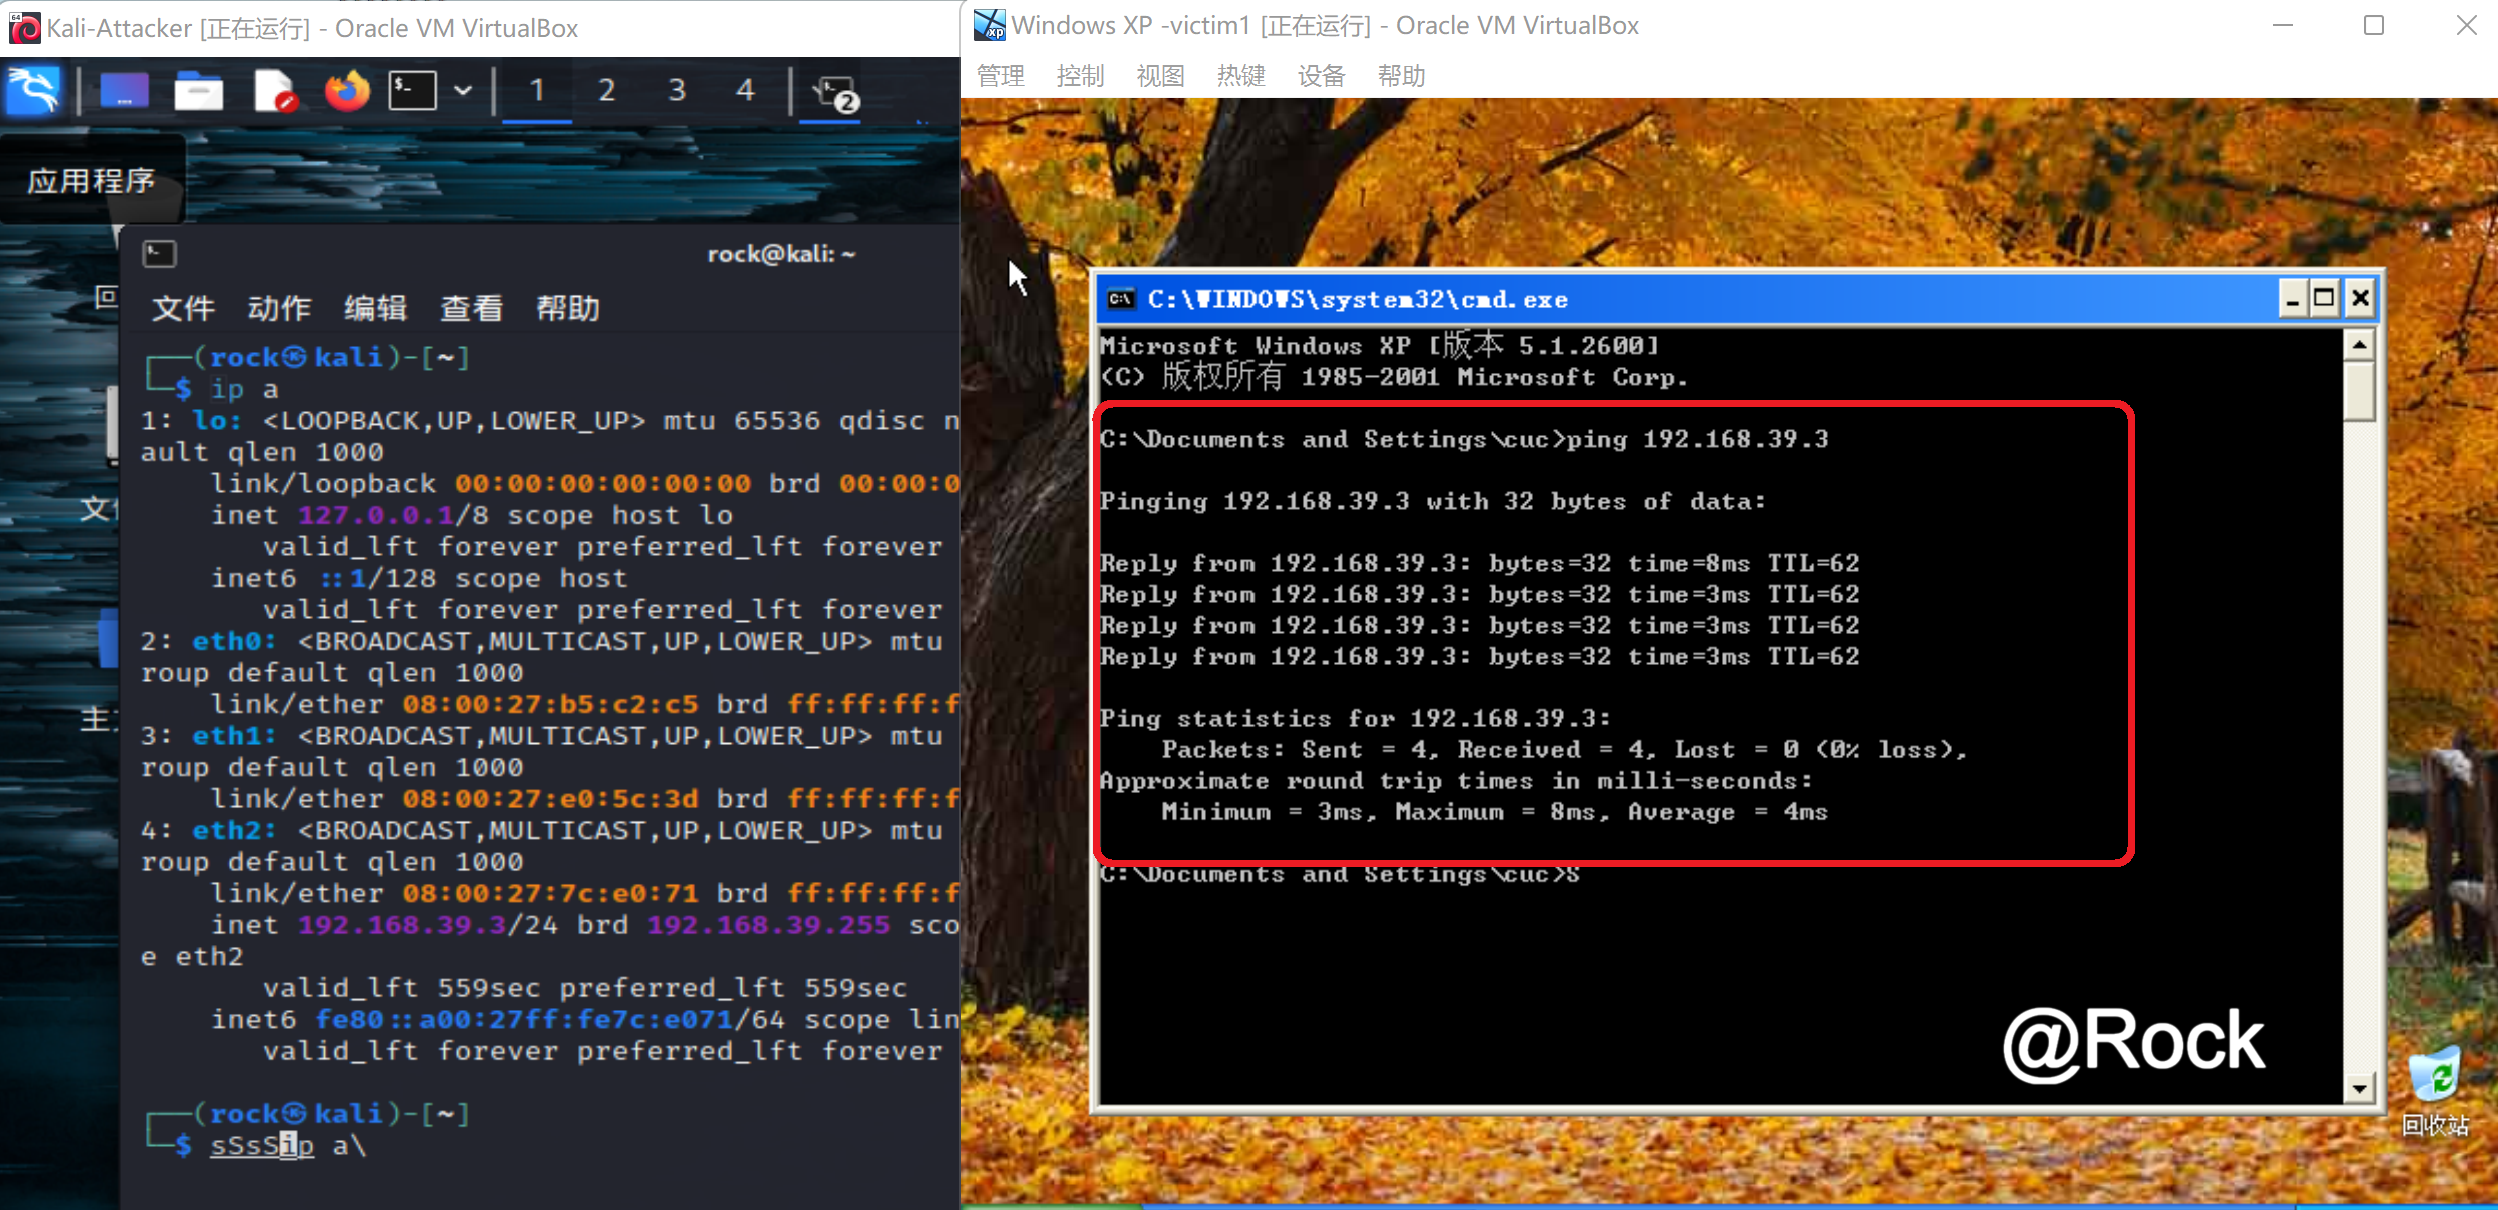 Kali-Attacker [正在运行] - Oracle VM VirtualBox
1 2 3 4 2
应用程序
rock@kali: ~
文件 动作 编辑 查看 帮助
┌──(rock㉿kali)-[~]
└─$ ip a
1: lo: <LOOPBACK,UP,LOWER_UP> mtu 65536 qdisc n
ault qlen 1000
link/loopback 00:00:00:00:00:00 brd 00:00:0
inet 127.0.0.1/8 scope host lo
valid_lft forever preferred_lft forever
inet6 ::1/128 scope host
valid_lft forever preferred_lft forever
2: eth0: <BROADCAST,MULTICAST,UP,LOWER_UP> mtu
roup default qlen 1000
link/ether 08:00:27:b5:c2:c5 brd ff:ff:ff:f
3: eth1: <BROADCAST,MULTICAST,UP,LOWER_UP> mtu
roup default qlen 1000
link/ether 08:00:27:e0:5c:3d brd ff:ff:ff:f
4: eth2: <BROADCAST,MULTICAST,UP,LOWER_UP> mtu
roup default qlen 1000
link/ether 08:00:27:7c:e0:71 brd ff:ff:ff:f
inet 192.168.39.3/24 brd 192.168.39.255 sco
e eth2
valid_lft 559sec preferred_lft 559sec
inet6 fe80::a00:27ff:fe7c:e071/64 scope lin
valid_lft forever preferred_lft forever
┌──(rock㉿kali)-[~]
└─$ sSsSip a\
Windows XP -victim1 [正在运行] - Oracle VM VirtualBox
管理 控制 视图 热键 设备 帮助
C:\WINDOWS\system32\cmd.exe
Microsoft Windows XP [版本 5.1.2600]
(C) 版权所有 1985-2001 Microsoft Corp.
C:\Documents and Settings\cuc>ping 192.168.39.3
Pinging 192.168.39.3 with 32 bytes of data:
Reply from 192.168.39.3: bytes=32 time=8ms TTL=62
Reply from 192.168.39.3: bytes=32 time=3ms TTL=62
Reply from 192.168.39.3: bytes=32 time=3ms TTL=62
Reply from 192.168.39.3: bytes=32 time=3ms TTL=62
Ping statistics for 192.168.39.3:
Packets: Sent = 4, Received = 4, Lost = 0 (0% loss),
Approximate round trip times in milli-seconds:
Minimum = 3ms, Maximum = 8ms, Average = 4ms
C:\Documents and Settings\cuc>S
@Rock
回收站